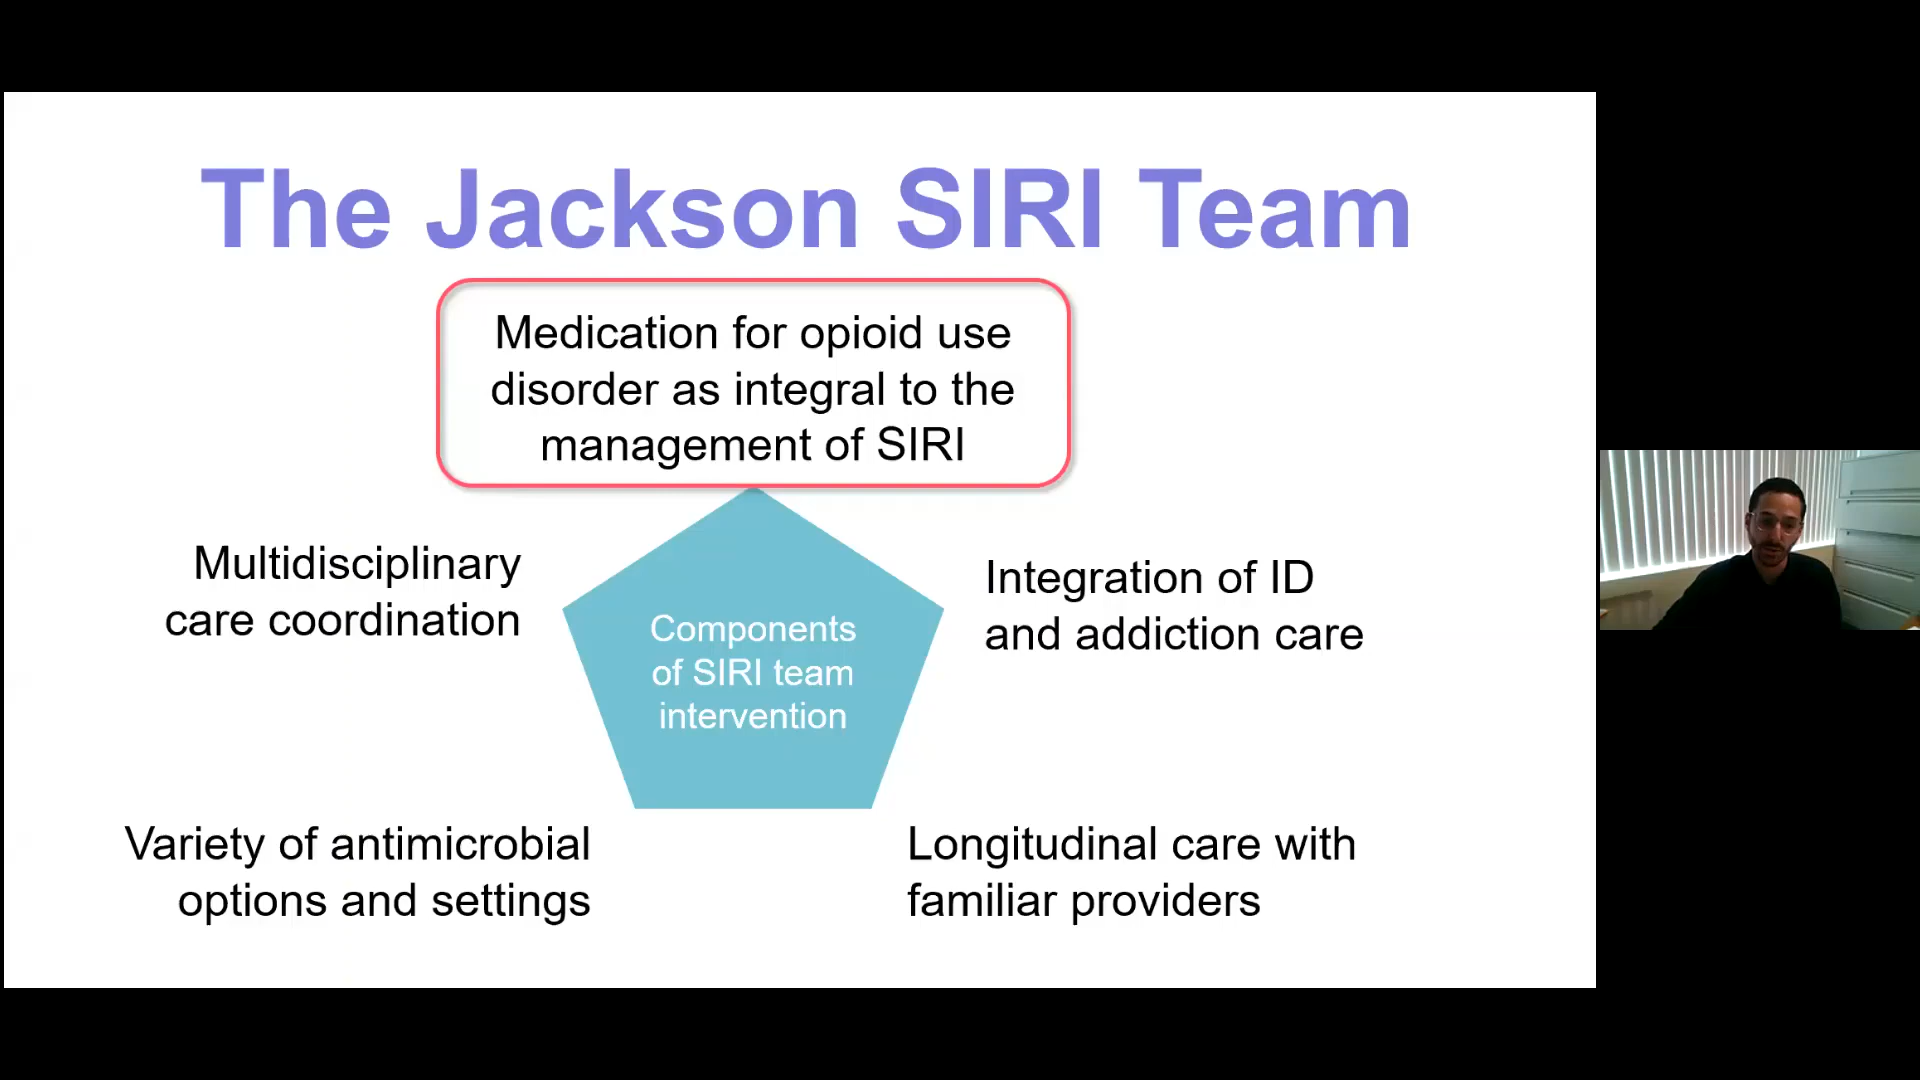 The Jackson SIRI Team
Medication for opioid use
disorder as integral to the
management of SIRI
Multidisciplinary
care coordination
Integration of ID
and addiction care
Components
of SIRI team
intervention
Variety of antimicrobial
options and settings
Longitudinal care with
familiar providers